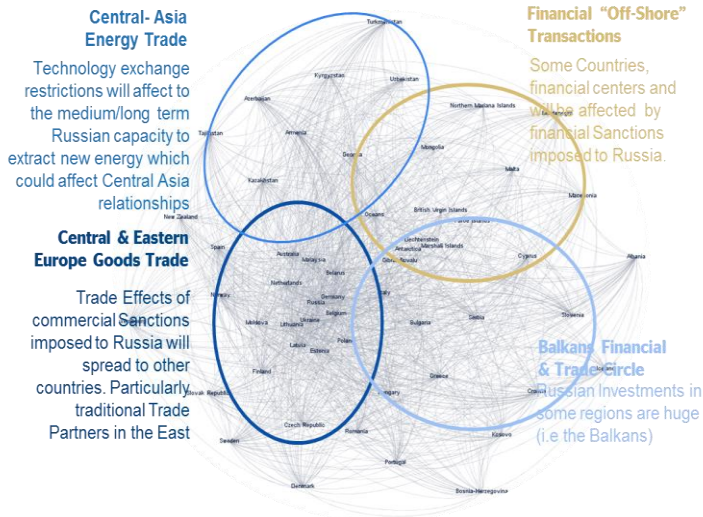 Central- Asia
Energy Trade
Technology exchange
restrictions will affect to
the medium/long term
Russian capacity to
extract new energy which
could affect Central Asia
relationships
Central & Eastern
Europe Goods Trade
Trade Effects of
commercial Sanctions
imposed to Russia will
spread to other
countries. Particularly
traditional Trade
Partners in the East
Financial “Off-Shore”
Transactions
Some Countries,
financial centers and
will be affected by
financial Sanctions
imposed to Russia.
Balkans Financial
& Trade Circle
Russian Investments in
some regions are huge
(i.e the Balkans)
Turkmenistan
Kyrgyzstan
Uzbekistan
Azerbaijan
Northern Mariana Islands
Armenia
Mongolia
Georgia
Malta
Kazakhstan
Macedonia
New Zealand
Oceans
British Virgin Islands
Liechtenstein
Marshall Islands
Antarctica
Spain
Australia
Malaysia
Cyprus
Albania
Belarus
Netherlands
Germany
Russia
Belgium
Ukraine
Moldova
Lithuania
Bulgaria
Serbia
Slovenia
Latvia
Estonia
Finland
Greece
Slovak Republic
Hungary
Croatia
Czech Republic
Romania
Sweden
Kosovo
Portugal
Denmark
Bosnia-Herzegovina